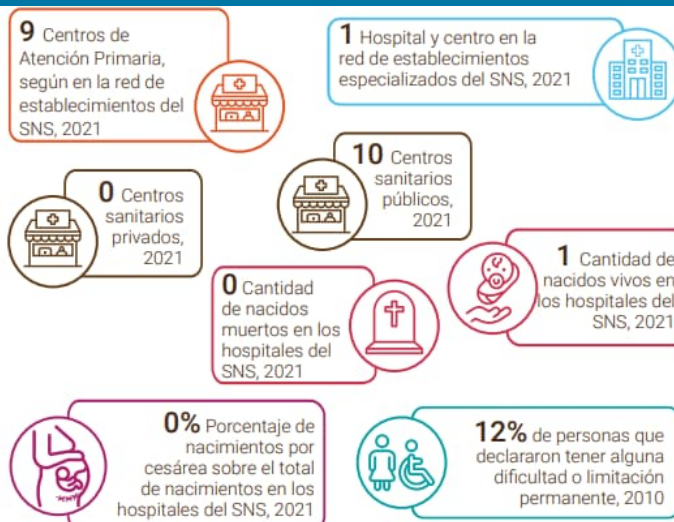 9 Centros de
Atención Primaria,
según en la red de
establecimientos del
SNS, 2021
1 Hospital y centro en la
red de establecimientos
especializados del SNS, 2021
0 Centros
sanitarios
privados,
2021
10 Centros
sanitarios
públicos,
2021
0 Cantidad
de nacidos
muertos en los
hospitales del
SNS, 2021
1 Cantidad de
nacidos vivos en
los hospitales del
SNS, 2021
0% Porcentaje de
nacimientos por
cesárea sobre el total
de nacimientos en los
hospitales del SNS, 2021
12% de personas que
declararon tener alguna
dificultad o limitación
permanente, 2010